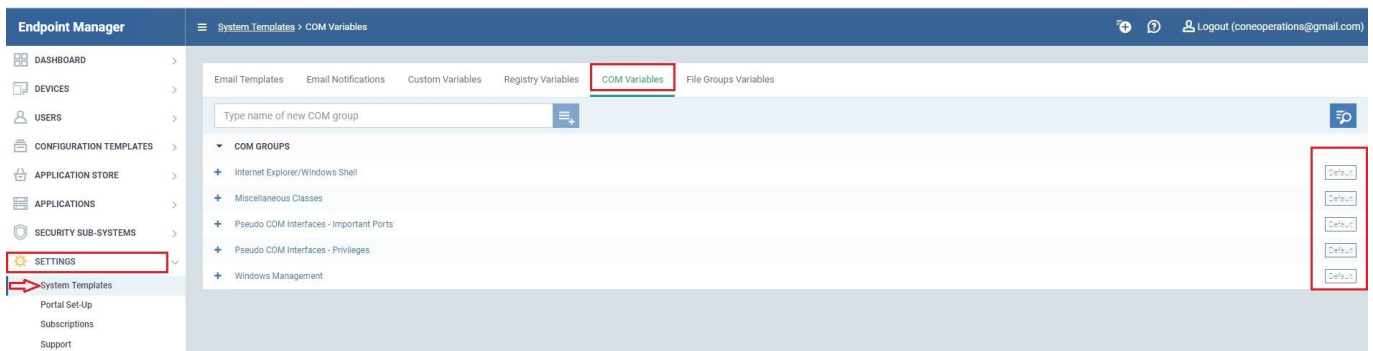 Endpoint Manager
System Templates > COM Variables
Logout (coneoperations@gmail.com)
DASHBOARD
DEVICES
USERS
CONFIGURATION TEMPLATES
APPLICATION STORE
APPLICATIONS
SECURITY SUB-SYSTEMS
SETTINGS
System Templates
Portal Set-Up
Subscriptions
Support
Email Templates Email Notifications Custom Variables Registry Variables COM Variables File Groups Variables
Type name of new COM group
COM GROUPS
Internet Explorer/Windows Shell Default
Miscellaneous Classes Default
Pseudo COM Interfaces - Important Ports Default
Pseudo COM Interfaces - Privileges Default
Windows Management Default